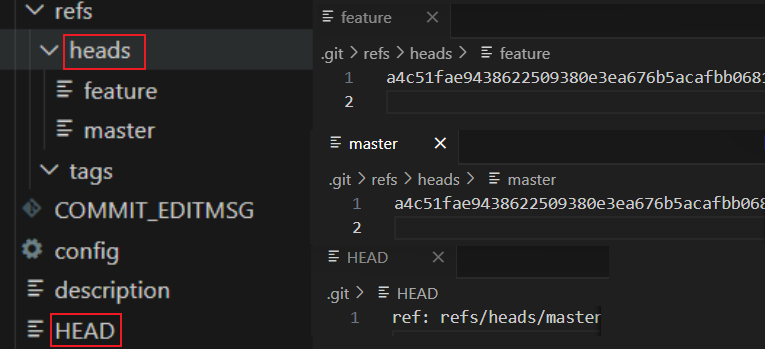 refs
heads
feature
master
tags
COMMIT_EDITMSG
config
description
HEAD
feature
.git > refs > heads > feature
1 a4c51fae9438622509380e3ea676b5acafbb0681
2
master
.git > refs > heads > master
1 a4c51fae9438622509380e3ea676b5acafbb068
2
HEAD
.git > HEAD
1 ref: refs/heads/master